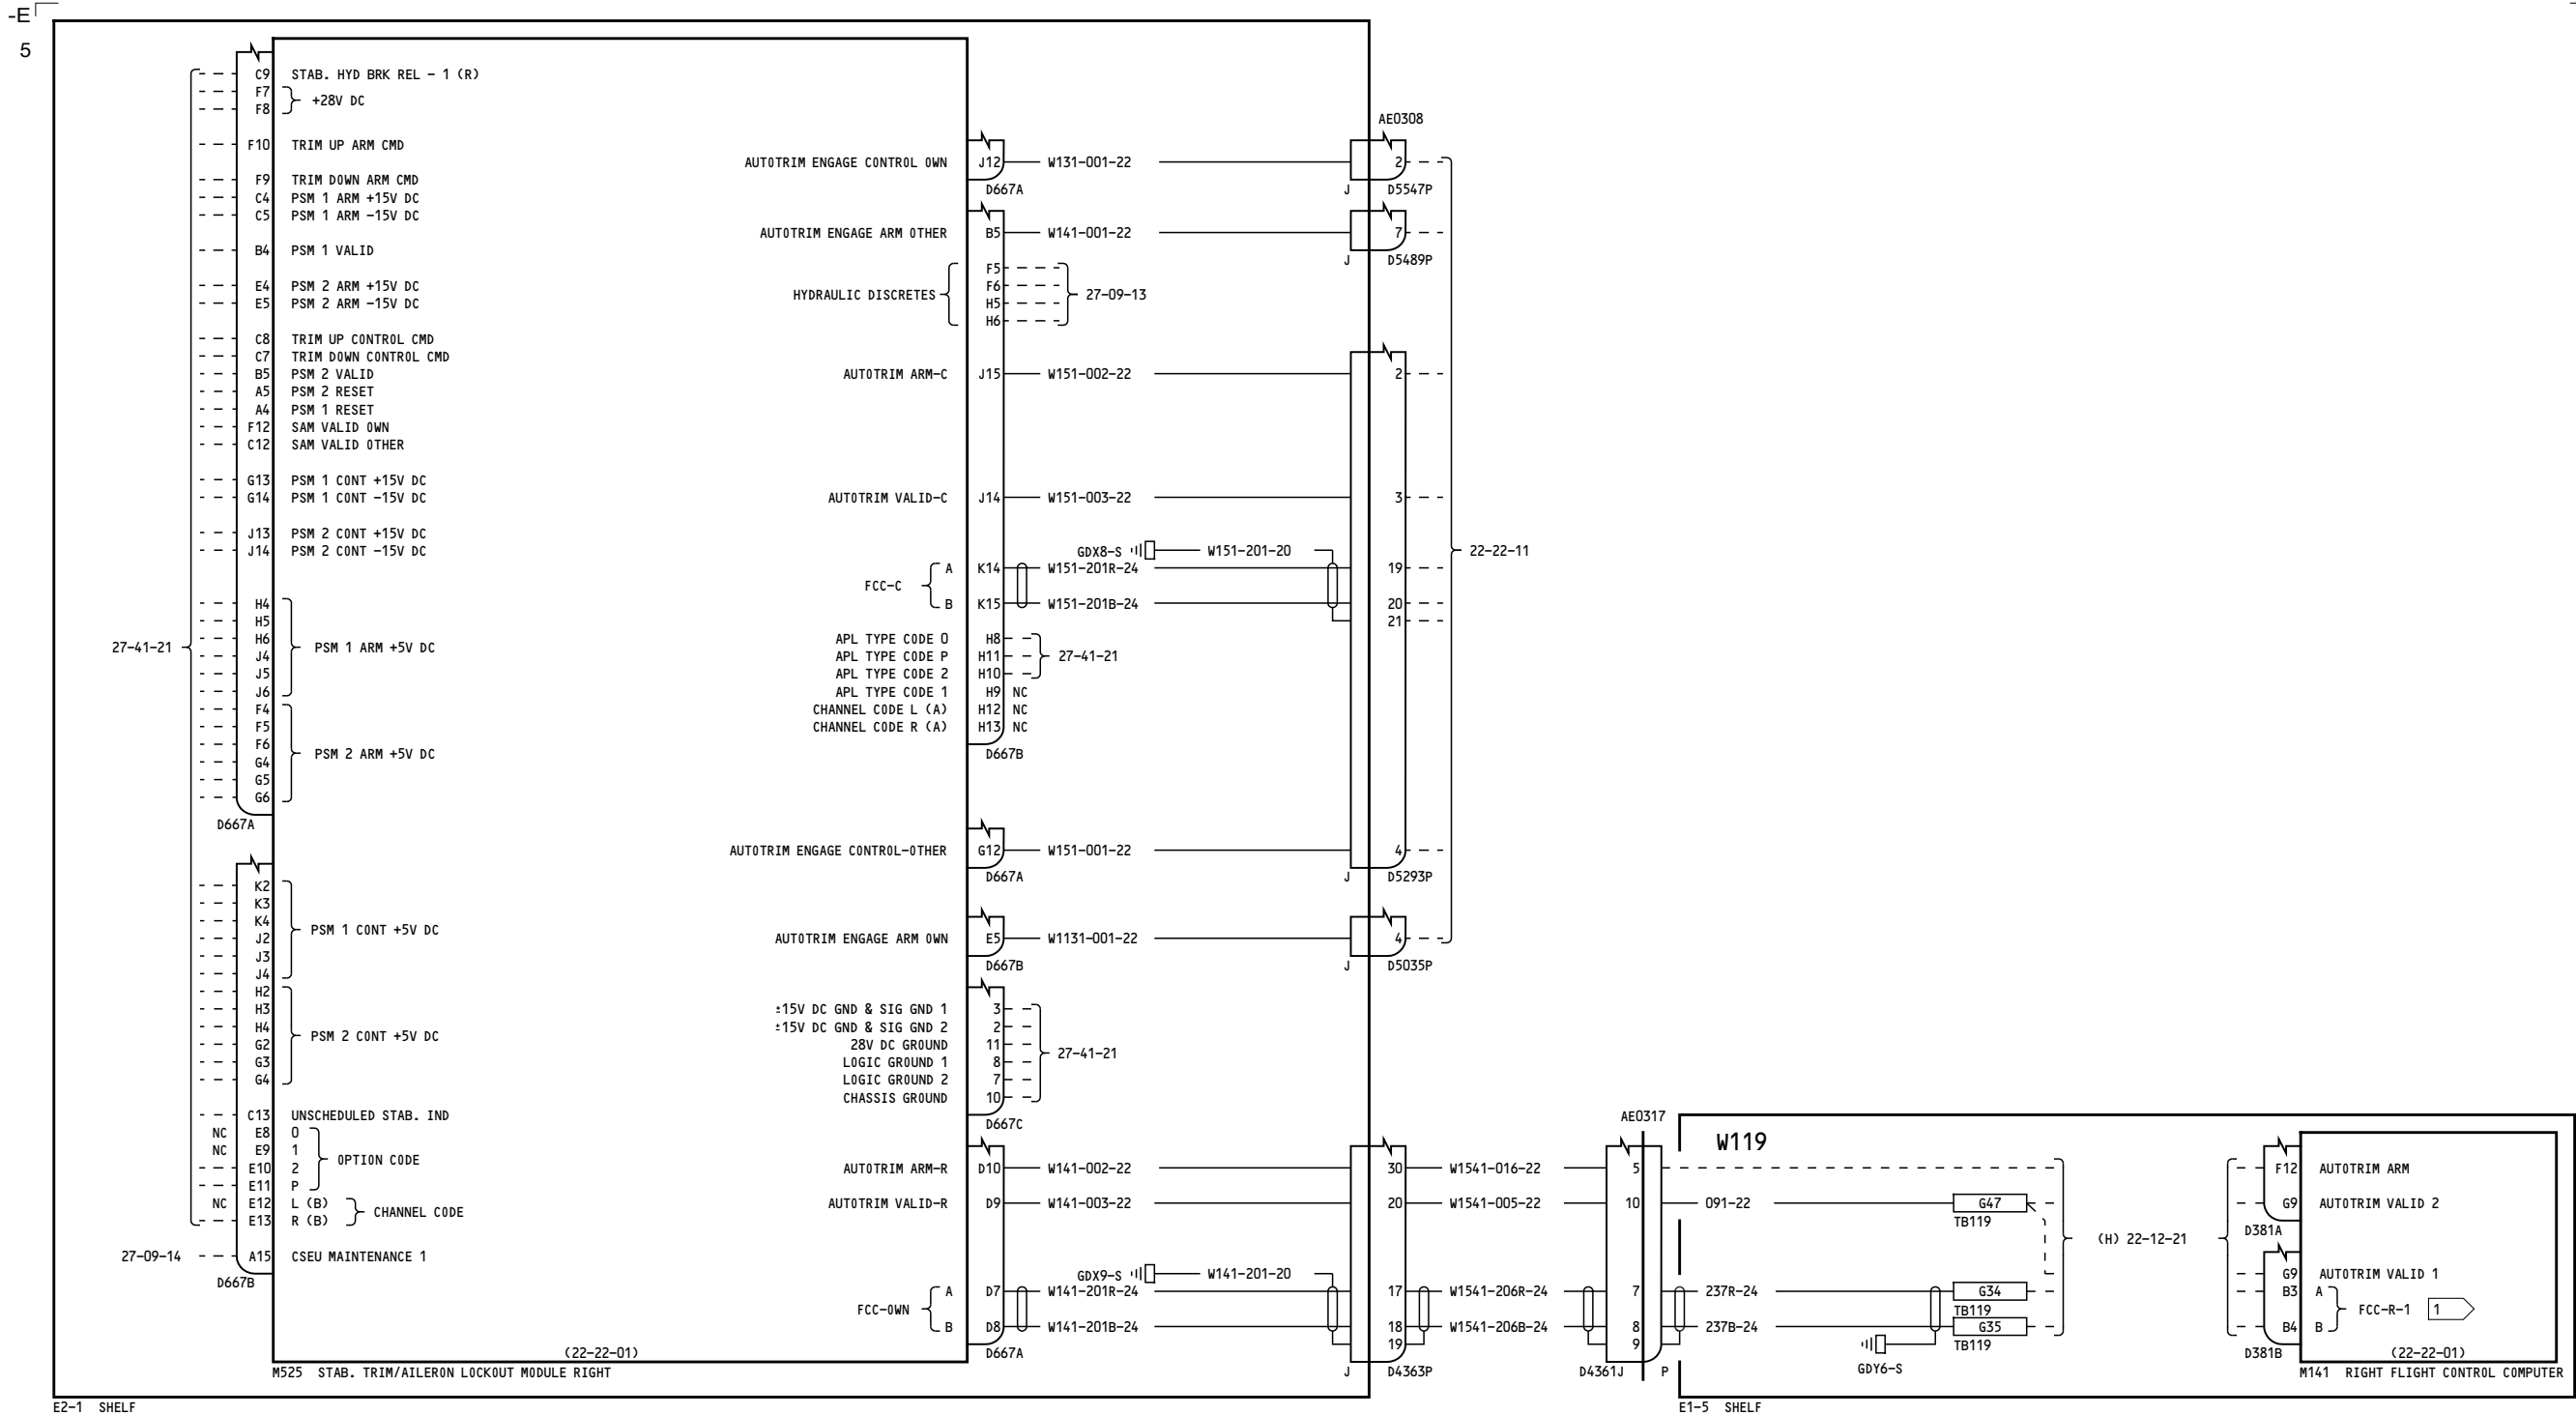 -E
5
C9 STAB. HYD BRK REL - 1 (R)
F7
F8
+28V DC
F10 TRIM UP ARM CMD
F9 TRIM DOWN ARM CMD
C4 PSM 1 ARM +15V DC
C5 PSM 1 ARM -15V DC
B4 PSM 1 VALID
E4 PSM 2 ARM +15V DC
E5 PSM 2 ARM -15V DC
C8 TRIM UP CONTROL CMD
C7 TRIM DOWN CONTROL CMD
B5 PSM 2 VALID
A5 PSM 2 RESET
A4 PSM 1 RESET
F12 SAM VALID OWN
C12 SAM VALID OTHER
G13 PSM 1 CONT +15V DC
G14 PSM 1 CONT -15V DC
J13 PSM 2 CONT +15V DC
J14 PSM 2 CONT -15V DC
H4
H5
H6
J4
J5
J6
PSM 1 ARM +5V DC
27-41-21
F4
F5
F6
G4
G5
G6
PSM 2 ARM +5V DC
D667A
K2
K3
K4
J2
J3
J4
PSM 1 CONT +5V DC
H2
H3
H4
G2
G3
G4
PSM 2 CONT +5V DC
C13 UNSCHEDULED STAB. IND
NC E8 0
NC E9 1
E10 2
E11 P
OPTION CODE
NC E12 L (B)
E13 R (B)
CHANNEL CODE
27-09-14 A15 CSEU MAINTENANCE 1
D667B
AUTOTRIM ENGAGE CONTROL OWN J12 W131-001-22 2
D667A
AE0308
J D5547P
AUTOTRIM ENGAGE ARM OTHER B5 W141-001-22 7
J D5489P
HYDRAULIC DISCRETES
F5
F6
H5
H6
27-09-13
AUTOTRIM ARM-C J15 W151-002-22 2
AUTOTRIM VALID-C J14 W151-003-22 3
GDX8-S W151-201-20
22-22-11
FCC-C
A K14 W151-201R-24 19
B K15 W151-201B-24 20
21
APL TYPE CODE 0 H8
APL TYPE CODE P H11
APL TYPE CODE 2 H10
27-41-21
APL TYPE CODE 1 H9 NC
CHANNEL CODE L (A) H12 NC
CHANNEL CODE R (A) H13 NC
D667B
AUTOTRIM ENGAGE CONTROL-OTHER G12 W151-001-22 4
D667A
J D5293P
AUTOTRIM ENGAGE ARM OWN E5 W1131-001-22 4
D667B
J D5035P
±15V DC GND & SIG GND 1 3
±15V DC GND & SIG GND 2 2
28V DC GROUND 11
LOGIC GROUND 1 8
LOGIC GROUND 2 7
CHASSIS GROUND 10
27-41-21
D667C
AUTOTRIM ARM-R D10 W141-002-22 30 W1541-016-22 5
AUTOTRIM VALID-R D9 W141-003-22 20 W1541-005-22 10 091-22 G47
TB119
GDX9-S W141-201-20
FCC-OWN
A D7 W141-201R-24 17 W1541-206R-24 7 237R-24 G34
TB119
B D8 W141-201B-24 18 W1541-206B-24 8 237B-24 G35
TB119
19
9
GDY6-S
D667A
J D4363P
D4361J P
AE0317
W119
(H) 22-12-21
F12 AUTOTRIM ARM
G9 AUTOTRIM VALID 2
D381A
G9 AUTOTRIM VALID 1
B3 A
B4 B
FCC-R-1 1
D381B
(22-22-01)
M141 RIGHT FLIGHT CONTROL COMPUTER
E1-5 SHELF
(22-22-01)
M525 STAB. TRIM/AILERON LOCKOUT MODULE RIGHT
E2-1 SHELF